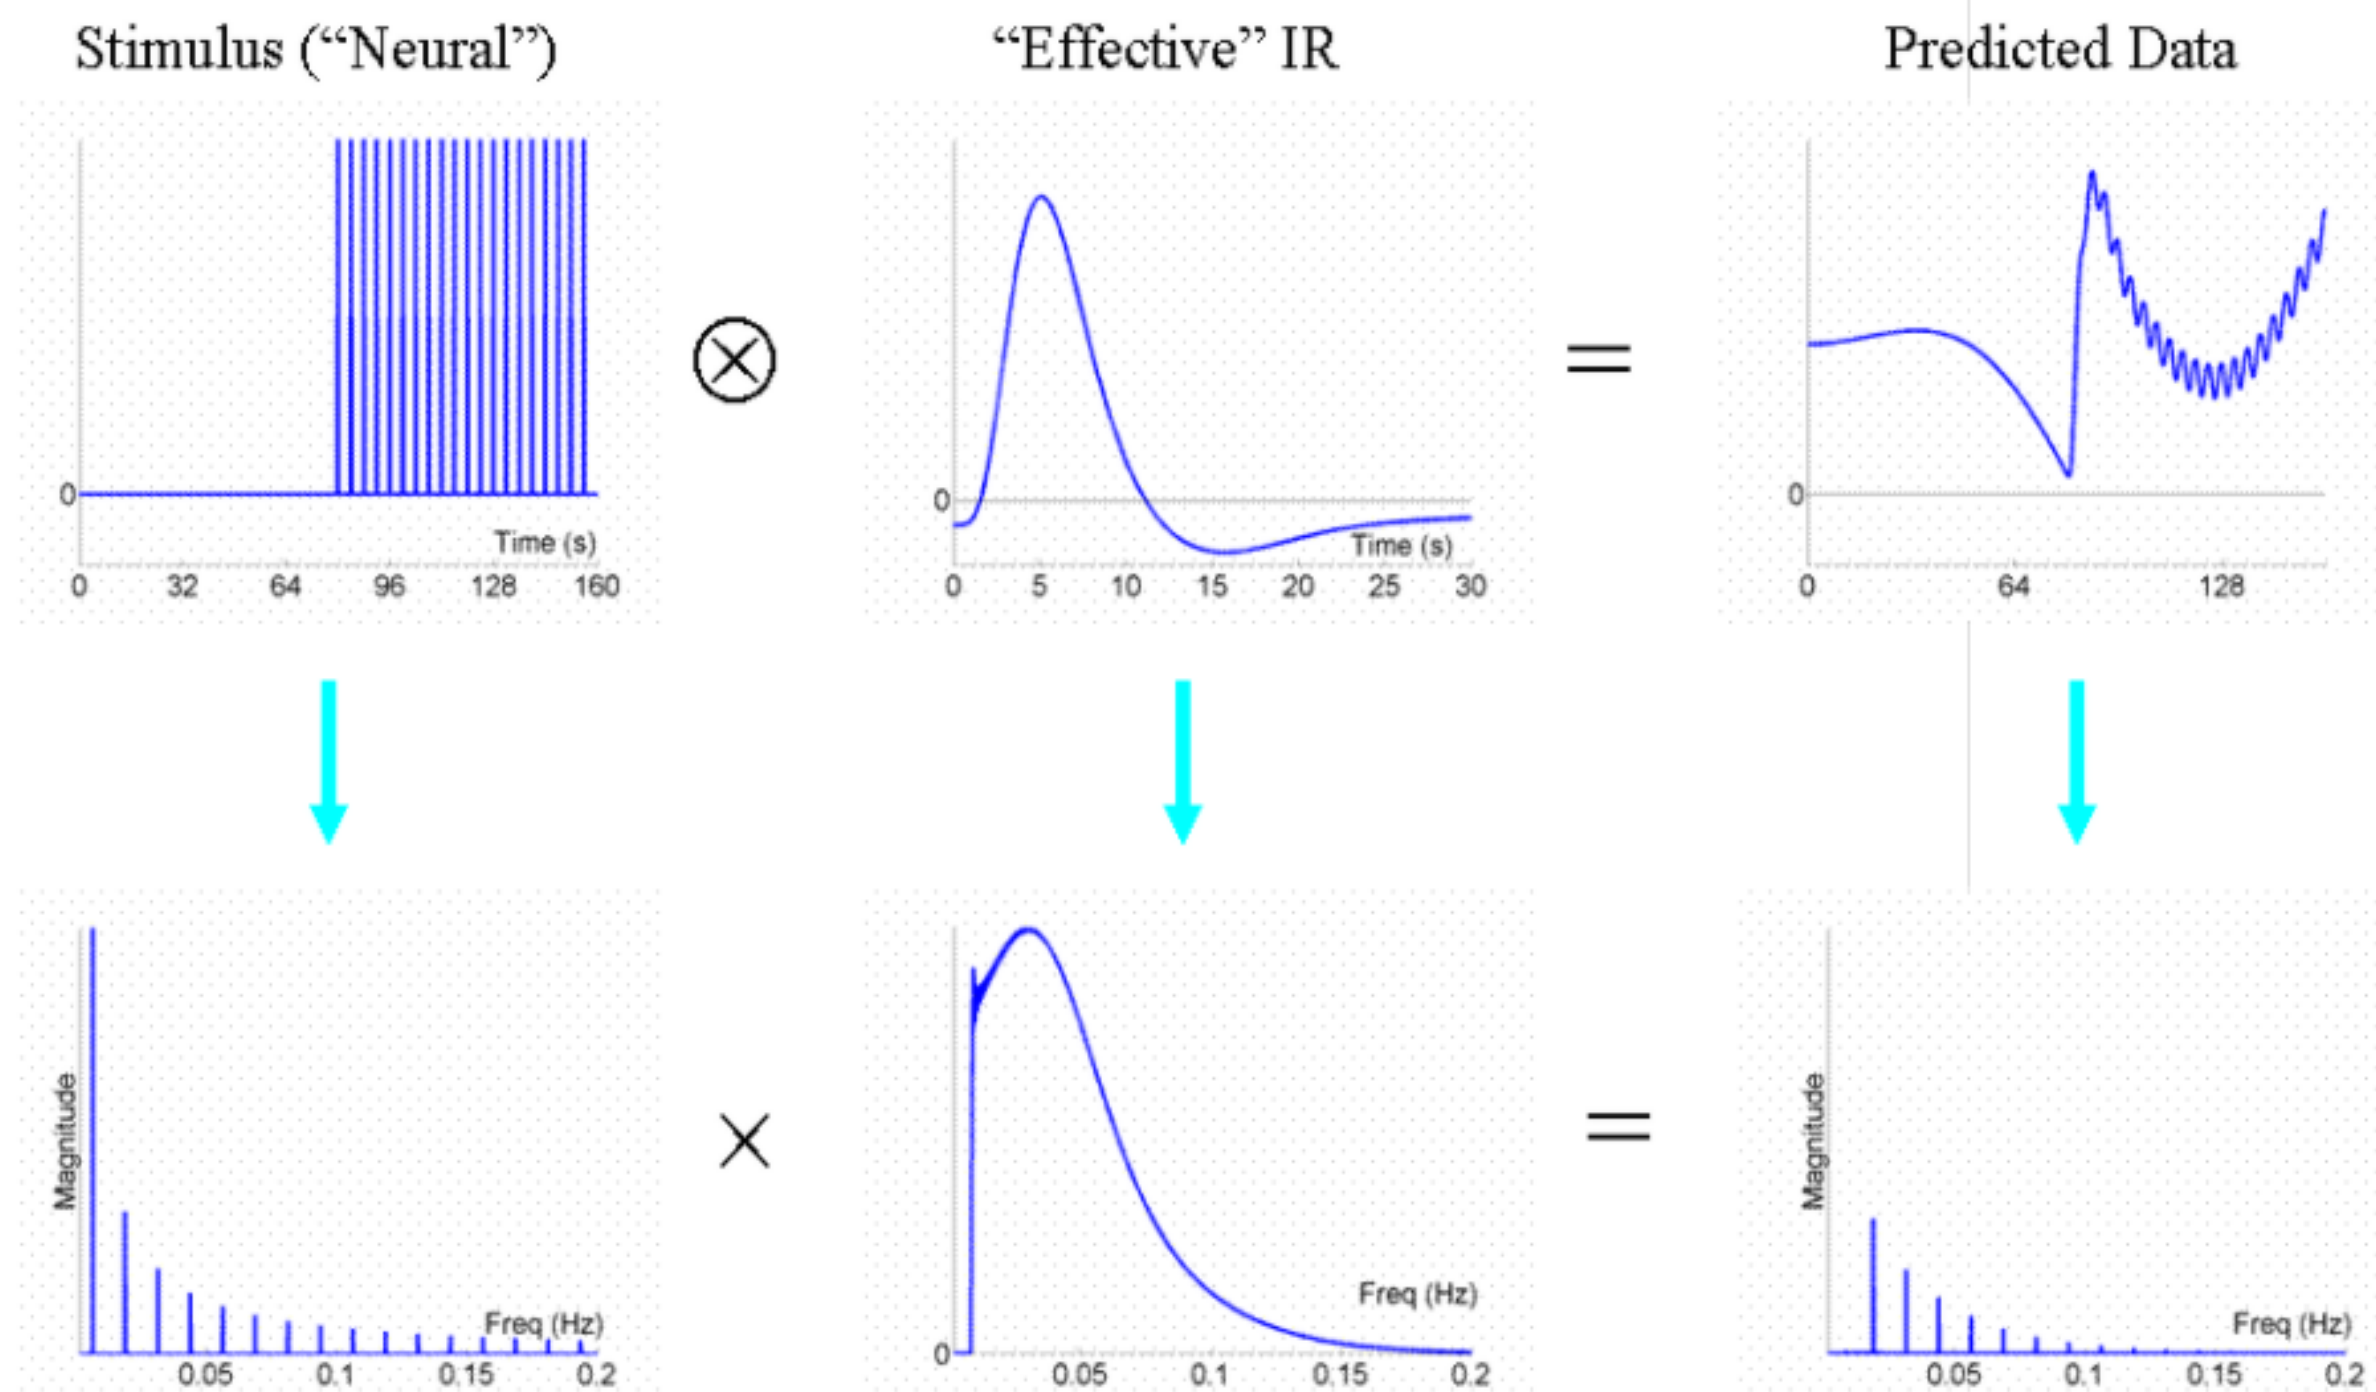 Stimulus (“Neural”)
“Effective” IR
Predicted Data
0
Time (s)
0 32 64 96 128 160
⊗
0
Time (s)
0 5 10 15 20 25 30
=
0
0 64 128
Magnitude
Freq (Hz)
0.05 0.1 0.15 0.2
×
0
Freq (Hz)
0.05 0.1 0.15 0.2
=
Magnitude
Freq (Hz)
0.05 0.1 0.15 0.2